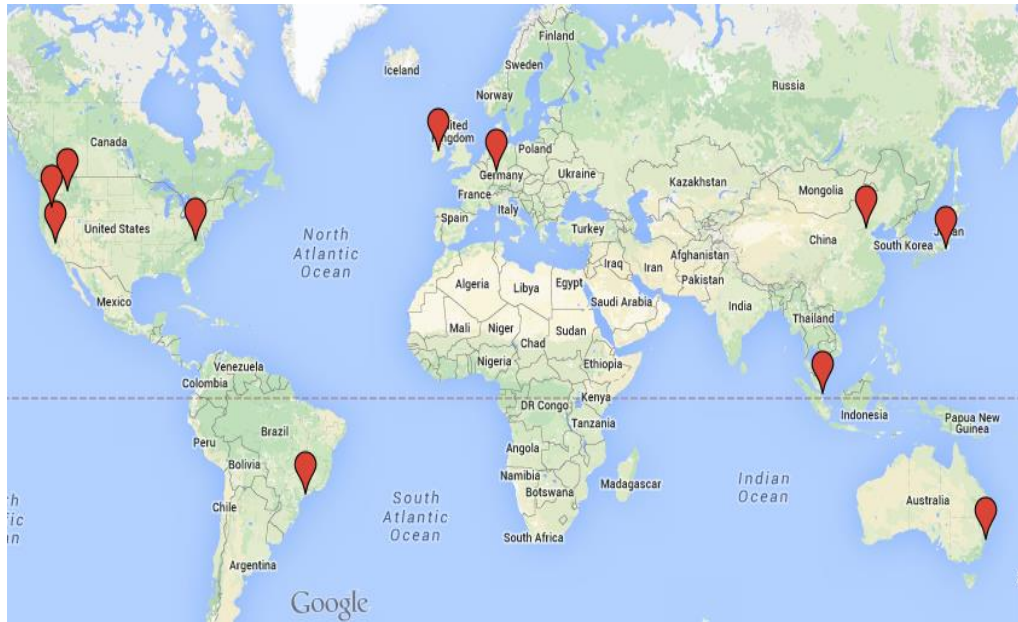 Finland
Iceland
Sweden
Russia
Norway
United
Kingdom
Canada
Poland
Germany
Ukraine
Kazakhstan
France
Mongolia
Italy
Spain
United States
North
Atlantic
Ocean
Turkey
China
South Korea
Japan
Iraq
Iran
Afghanistan
Pakistan
Algeria
Libya
Egypt
Saudi Arabia
India
Mexico
Thailand
Mali
Niger
Sudan
Chad
Nigeria
Ethiopia
Venezuela
Colombia
DR Congo
Kenya
Indonesia
Papua New
Guinea
Tanzania
Brazil
Peru
Angola
Bolivia
Namibia
Botswana
Madagascar
Indian
Ocean
South
Atlantic
Ocean
Chile
Australia
South Africa
Argentina
Google